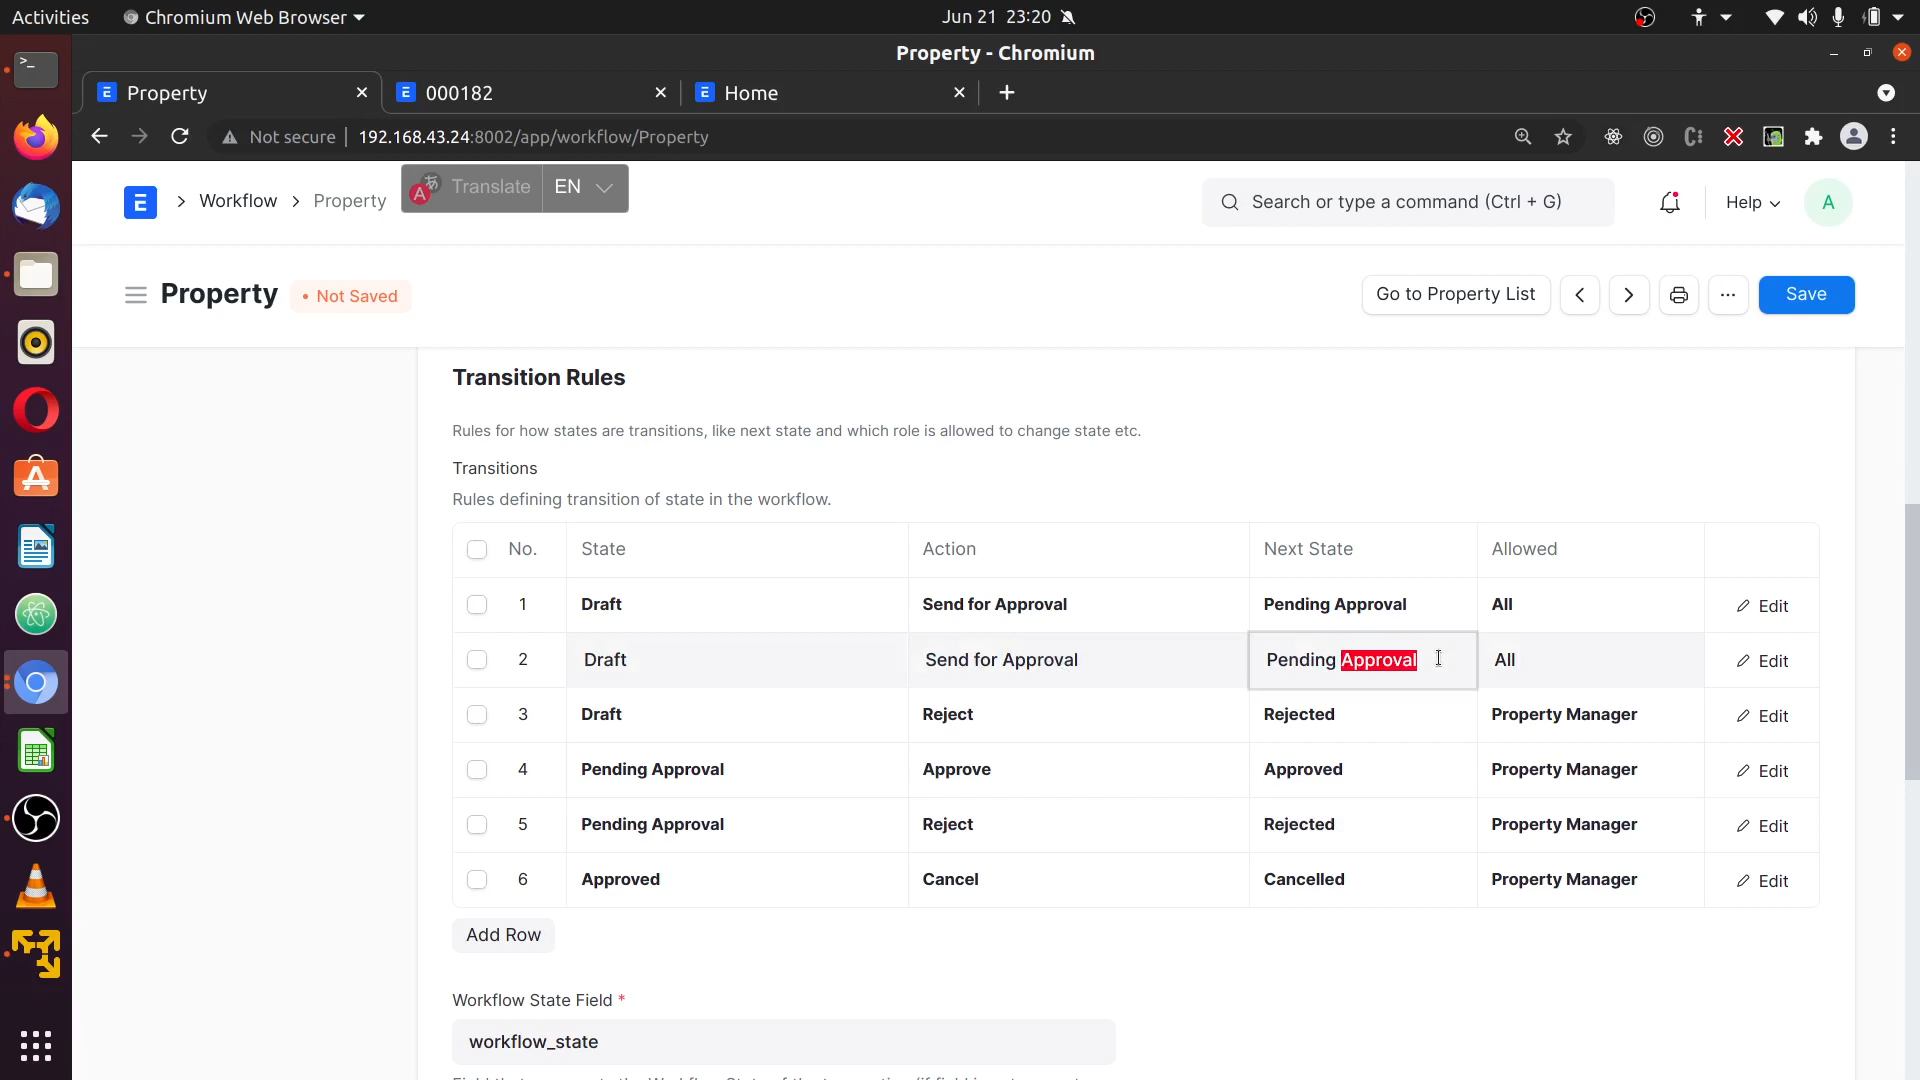 Activities Chromium Web Browser Jun 21 23:20
Property - Chromium
Property 000182 Home
Not secure 192.168.43.24:8002/app/workflow/Property
E Workflow Property Translate EN Search or type a command (Ctrl + G) Help A
Property • Not Saved Go to Property List Save
Transition Rules
Rules for how states are transitions, like next state and which role is allowed to change state etc.
Transitions
Rules defining transition of state in the workflow.
No. State Action Next State Allowed
1 Draft Send for Approval Pending Approval All Edit
2 Draft Send for Approval Pending Approval All Edit
3 Draft Reject Rejected Property Manager Edit
4 Pending Approval Approve Approved Property Manager Edit
5 Pending Approval Reject Rejected Property Manager Edit
6 Approved Cancel Cancelled Property Manager Edit
Add Row
Workflow State Field *
workflow_state